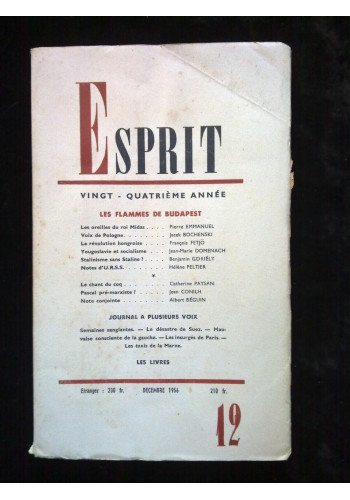 ESPRIT
VINGT - QUATRIÈME ANNÉE
LES FLAMMES DE BUDAPEST
Les oreilles du roi Midas . . . . Pierre EMMANUEL
Voix de Pologne. . . . . . . Jacek BOCHENSKI
La révolution hongroise . . . . François FETJÖ
Yougoslavie et socialisme . . . . Jean-Marie DOMENACH
Stalinisme sans Staline ? . . . . Benjamin GORIÉLY
Notes d'U.R.S.S. . . . . . . Hélène PELTIER
*
Le chant du coq . . . . . . . Catherine PAYSAN
Pascal pré-marxiste ? . . . . . Jean CONILH
Note conjointe . . . . . . . Albert BÉGUIN
JOURNAL A PLUSIEURS VOIX
Semaines sanglantes. — Le désastre de Suez. — Mau-
vaise conscience de la gauche. — Les insurgés de Paris. —
Les taxis de la Marne.
LES LIVRES
Étranger : 230 fr. DÉCEMBRE 1956 210 fr.
12